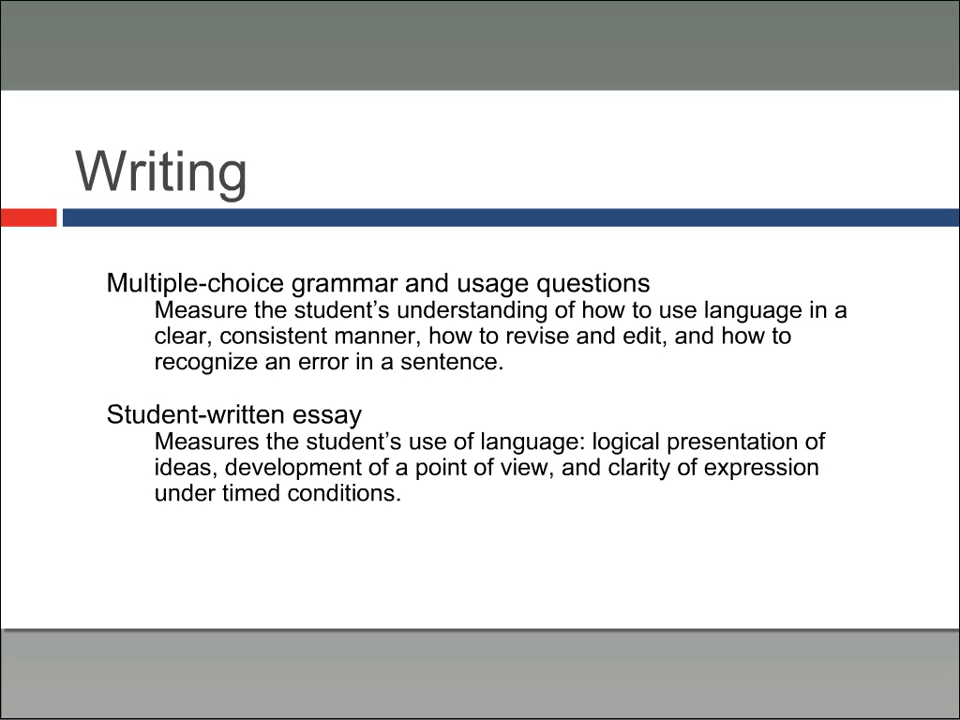 Writing
Multiple-choice grammar and usage questions
Measure the student’s understanding of how to use language in a
clear, consistent manner, how to revise and edit, and how to
recognize an error in a sentence.
Student-written essay
Measures the student’s use of language: logical presentation of
ideas, development of a point of view, and clarity of expression
under timed conditions.